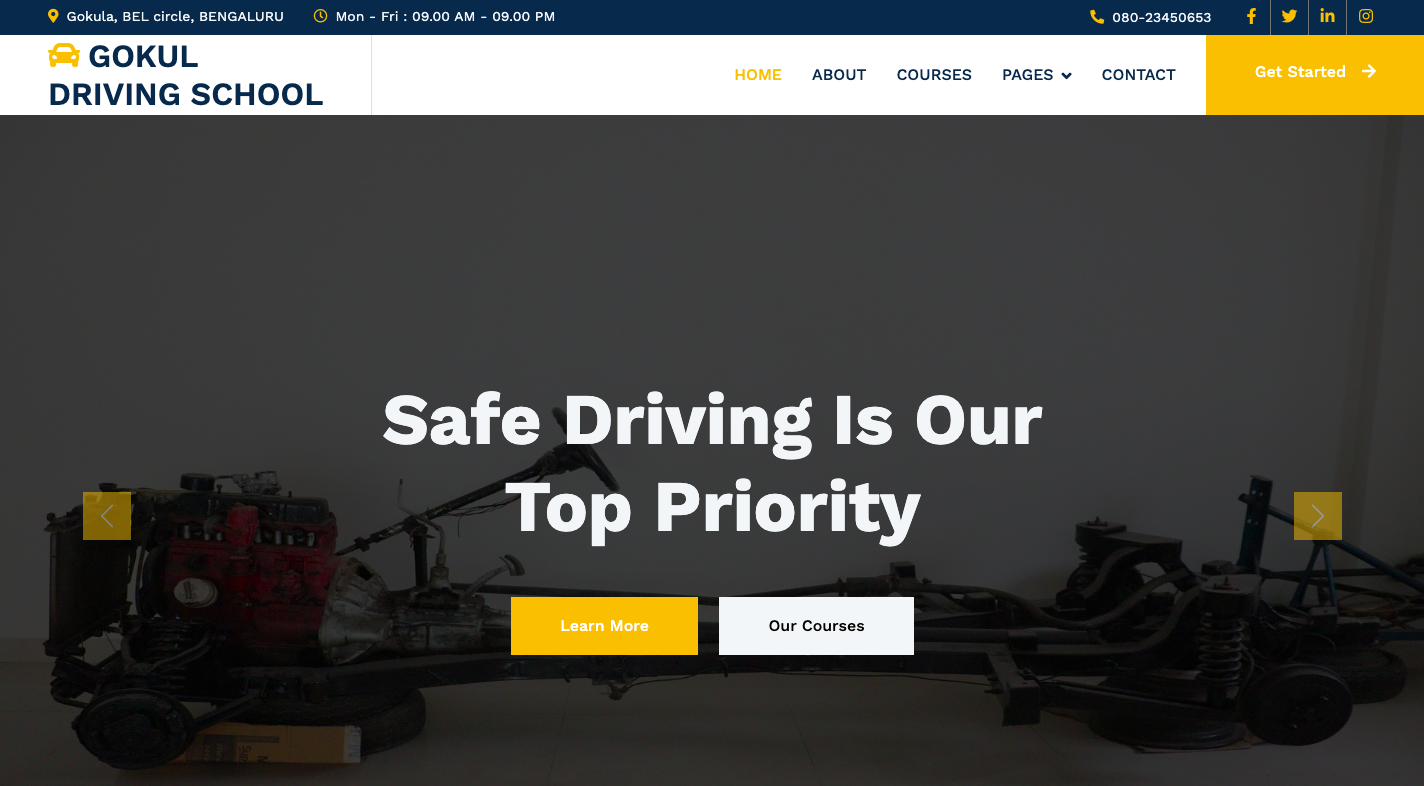 Gokula, BEL circle, BENGALURU
Mon - Fri : 09.00 AM - 09.00 PM
080-23450653
GOKUL
DRIVING SCHOOL
HOME
ABOUT
COURSES
PAGES
CONTACT
Get Started
Safe Driving Is Our
Top Priority
Learn More
Our Courses